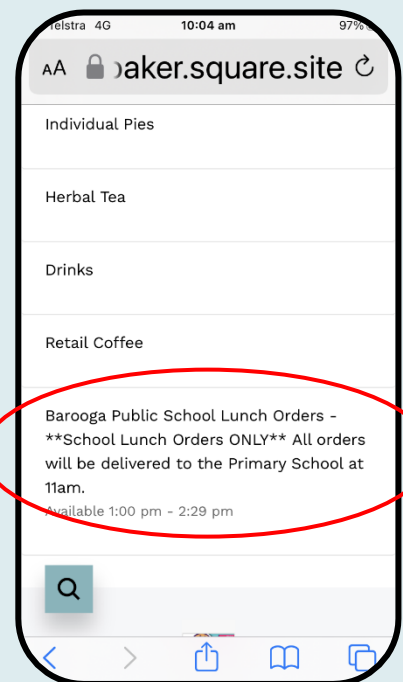 Telstra 4G 10:04 am 97%
AA baker.square.site
Individual Pies
Herbal Tea
Drinks
Retail Coffee
Barooga Public School Lunch Orders -
**School Lunch Orders ONLY** All orders
will be delivered to the Primary School at
11am.
Available 1:00 pm - 2:29 pm